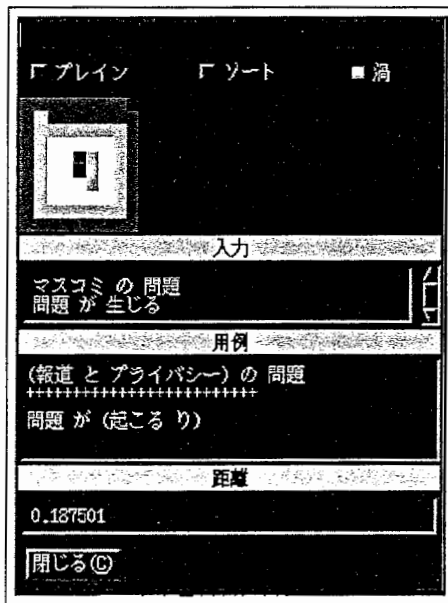 プレイン ソート 渦
入力
マスコミ の 問題
問題 が 生じる
用例
(報道 と プライバシー) の 問題
++++++++++++++++++++++++++
問題 が (起こる り)
距離
0.187501
閉じる(C)